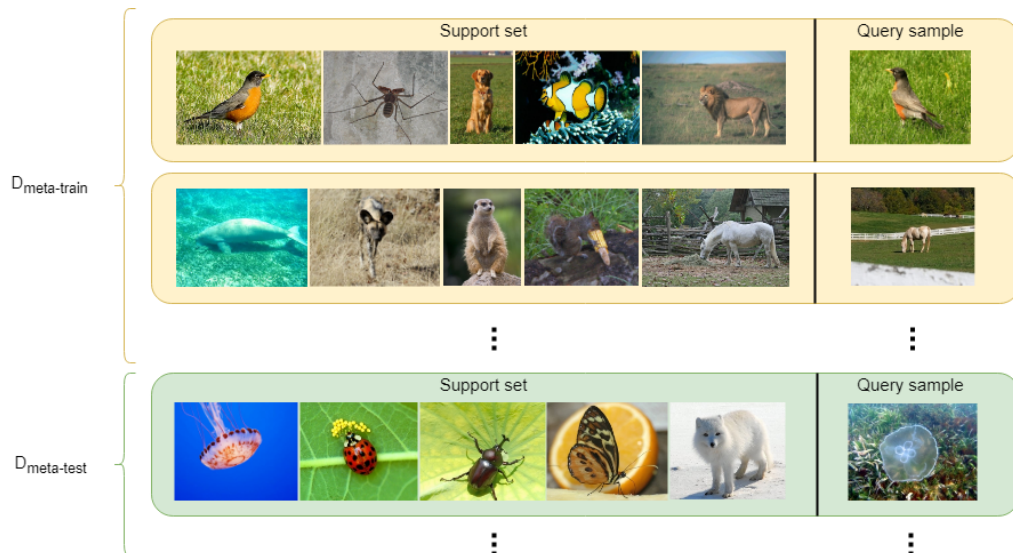 Support set
Query sample
Dmeta-train
Support set
Query sample
Dmeta-test